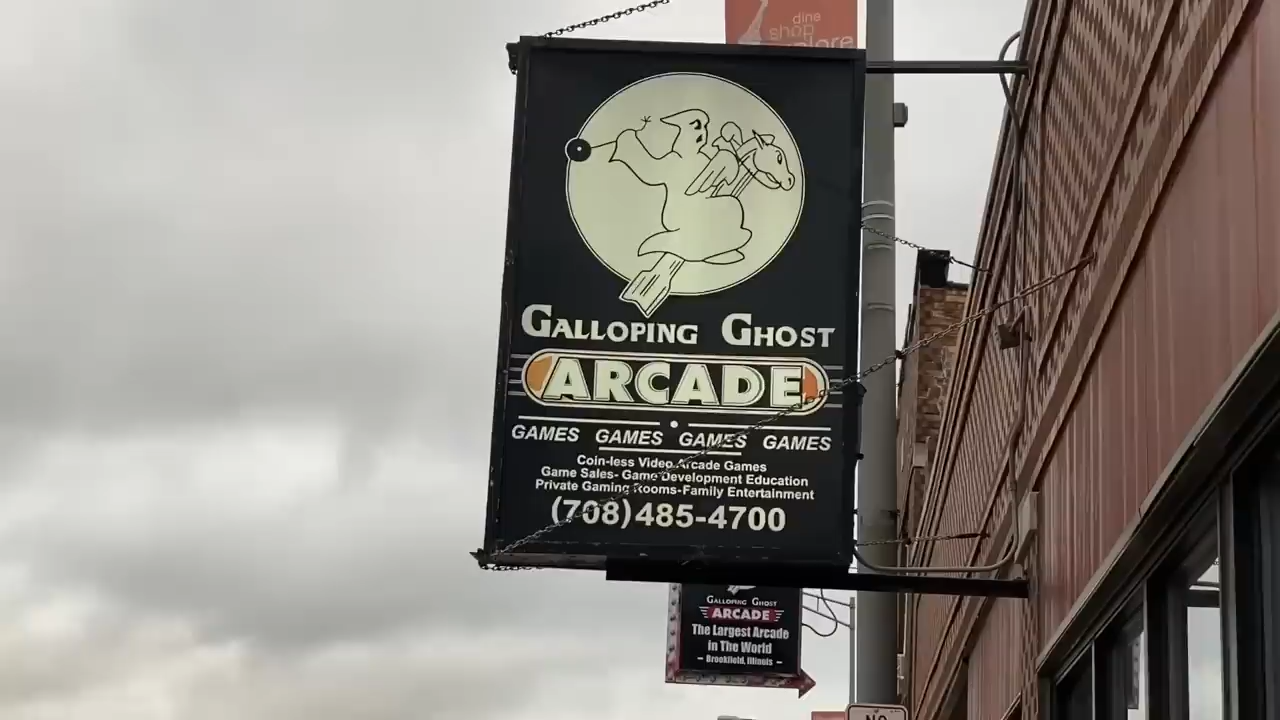 dine
shop
explore
GALLOPING GHOST
ARCADE
GAMES GAMES GAMES GAMES
Coin-less Video Arcade Games
Game Sales- Game Development Education
Private Gaming Rooms-Family Entertainment
(708)485-4700
GALLOPING GHOST
ARCADE
The Largest Arcade
in The World
– Brookfield, Illinois –
NO